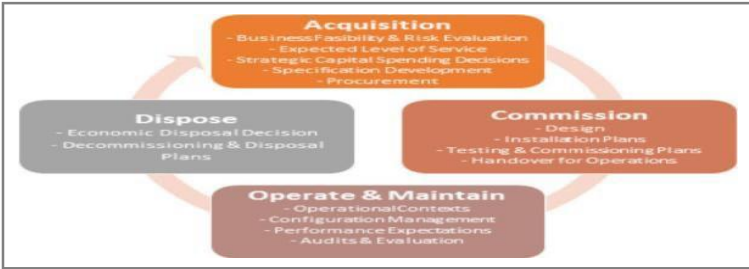 Acquisition
- Business Fasibility & Risk Evaluation
- Expected Level of Service
- Strategic Capital Spending Decisions
- Specification Development
- Procurement
Commission
- Design
- Installation Plans
- Testing & Commissioning Plans
- Handover for Operations
Operate & Maintain
- Operational Contexts
- Configuration Management
- Performance Expectations
- Audits & Evaluation
Dispose
- Economic Disposal Decision
- Decommissioning & Disposal
Plans